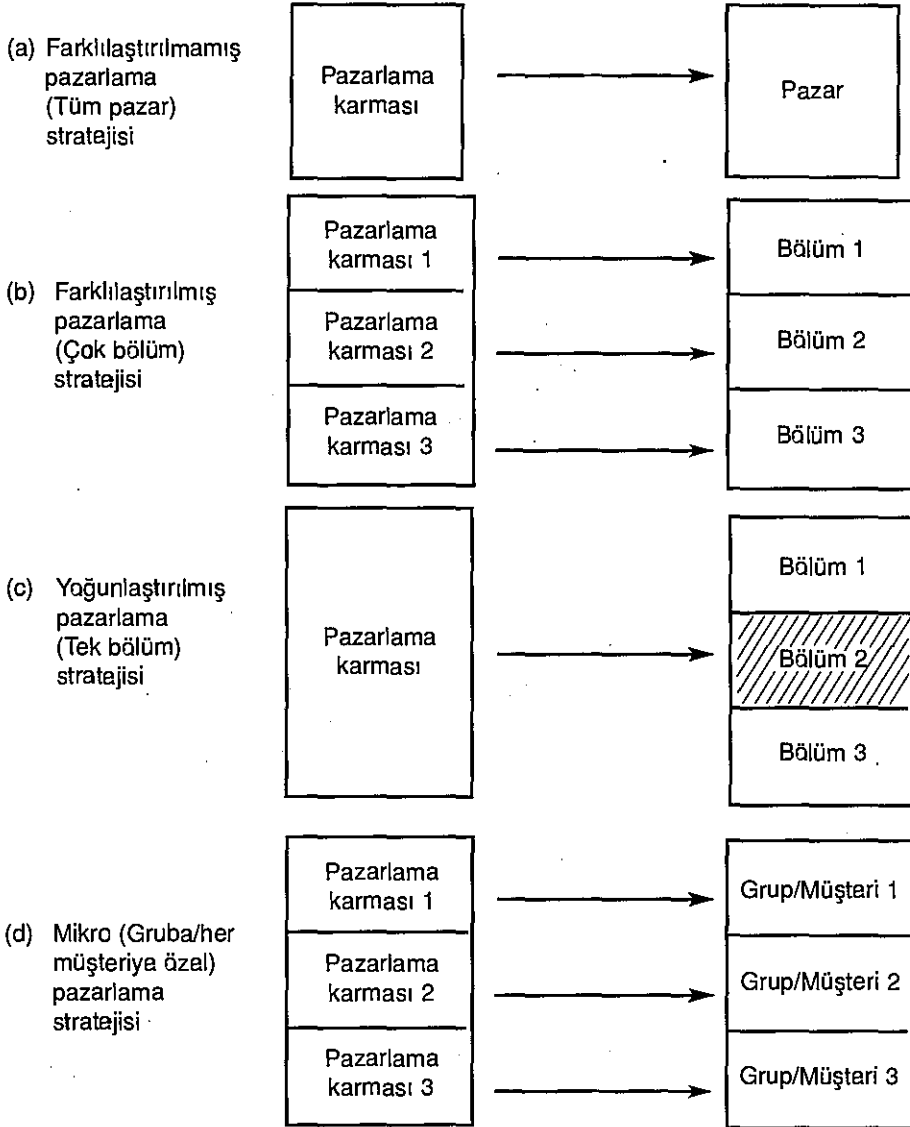 (a) Farklılaştırılmamış
pazarlama
(Tüm pazar)
stratejisi
Pazarlama
karması
Pazar
(b) Farklılaştırılmış
pazarlama
(Çok bölüm)
stratejisi
Pazarlama
karması 1
Pazarlama
karması 2
Pazarlama
karması 3
Bölüm 1
Bölüm 2
Bölüm 3
(c) Yoğunlaştırılmış
pazarlama
(Tek bölüm)
stratejisi
Pazarlama
karması
Bölüm 1
Bölüm 2
Bölüm 3
(d) Mikro (Gruba/her
müşteriye özal)
pazarlama
stratejisi
Pazarlama
karması 1
Pazarlama
karması 2
Pazarlama
karması 3
Grup/Müşteri 1
Grup/Müşteri 2
Grup/Müşteri 3